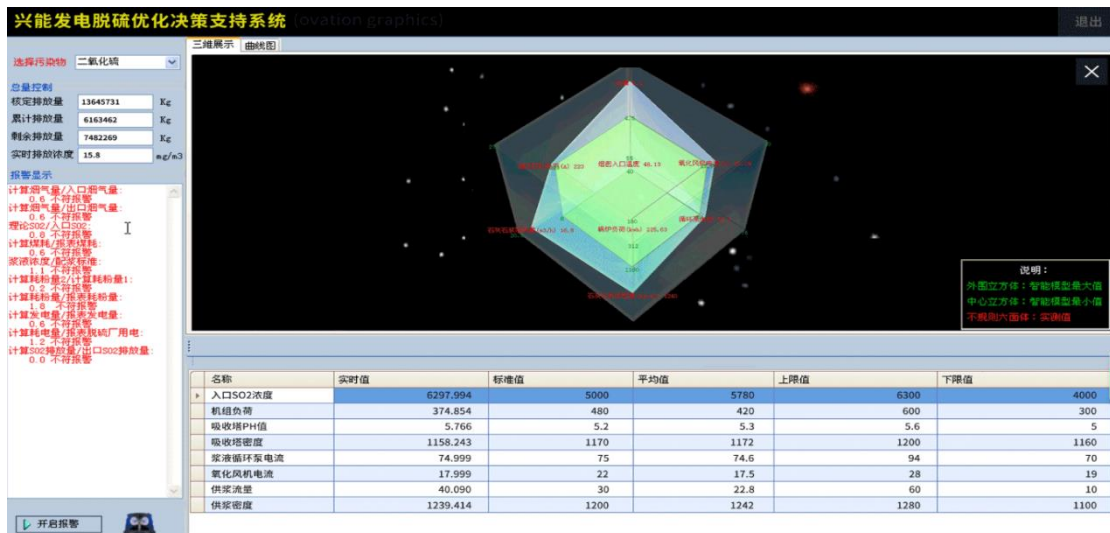 兴能发电脱硫优化决策支持系统 (ovation graphics)
退出
三维展示 曲线图
选择污染物 二氧化硫
总量控制
核定排放量 13645731 Kg
累计排放量 6163462 Kg
剩余排放量 7482269 Kg
实时排放浓度 15.8 mg/m3
报警显示
计算烟气量/入口烟气量:
0.6 不符报警
计算烟气量/出口烟气量:
0.6 不符报警
理论SO2/入口SO2:
0.8 不符报警
计算煤耗/报表煤耗:
0.6 不符报警
浆液浓度/配浆标准:
1.1 不符报警
计算耗粉量2/计算耗粉量1:
0.2 不符报警
计算耗粉量/报表耗粉量:
1.8 不符报警
计算发电量/报表发电量:
0.6 不符报警
计算耗电量/报表脱硫厂用电:
1.2 不符报警
计算SO2排放量/出口SO2排放量:
0.0 不符报警
开启报警
烟囱入口温度 48.19
说明：
外围立方体：智能模型最大值
中心立方体：智能模型最小值
不规则六面体：实测值
名称 实时值 标准值 平均值 上限值 下限值
入口SO2浓度 6297.994 5000 5780 6300 4000
机组负荷 374.854 480 420 600 300
吸收塔PH值 5.766 5.2 5.3 5.6 5
吸收塔密度 1158.243 1170 1172 1200 1160
浆液循环泵电流 74.999 75 74.6 94 70
氧化风机电流 17.999 22 17.5 28 19
供浆流量 40.090 30 22.8 60 10
供浆密度 1239.414 1200 1242 1280 1100